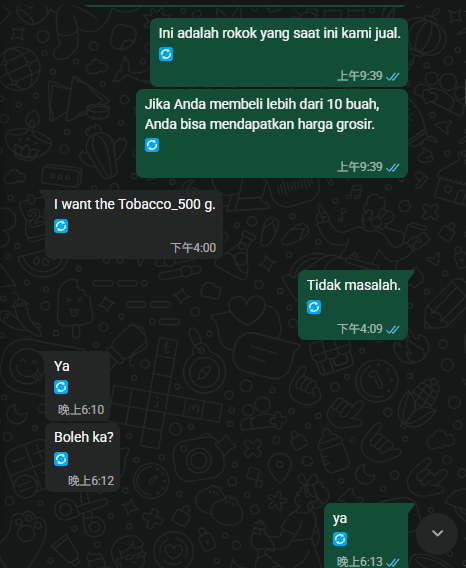 Ini adalah rokok yang saat ini kami jual.
上午9:39
Jika Anda membeli lebih dari 10 buah,
Anda bisa mendapatkan harga grosir.
上午9:39
I want the Tobacco_500 g.
下午4:00
Tidak masalah.
下午4:09
Ya
晚上6:10
Boleh ka?
晚上6:12
ya
晚上6:13